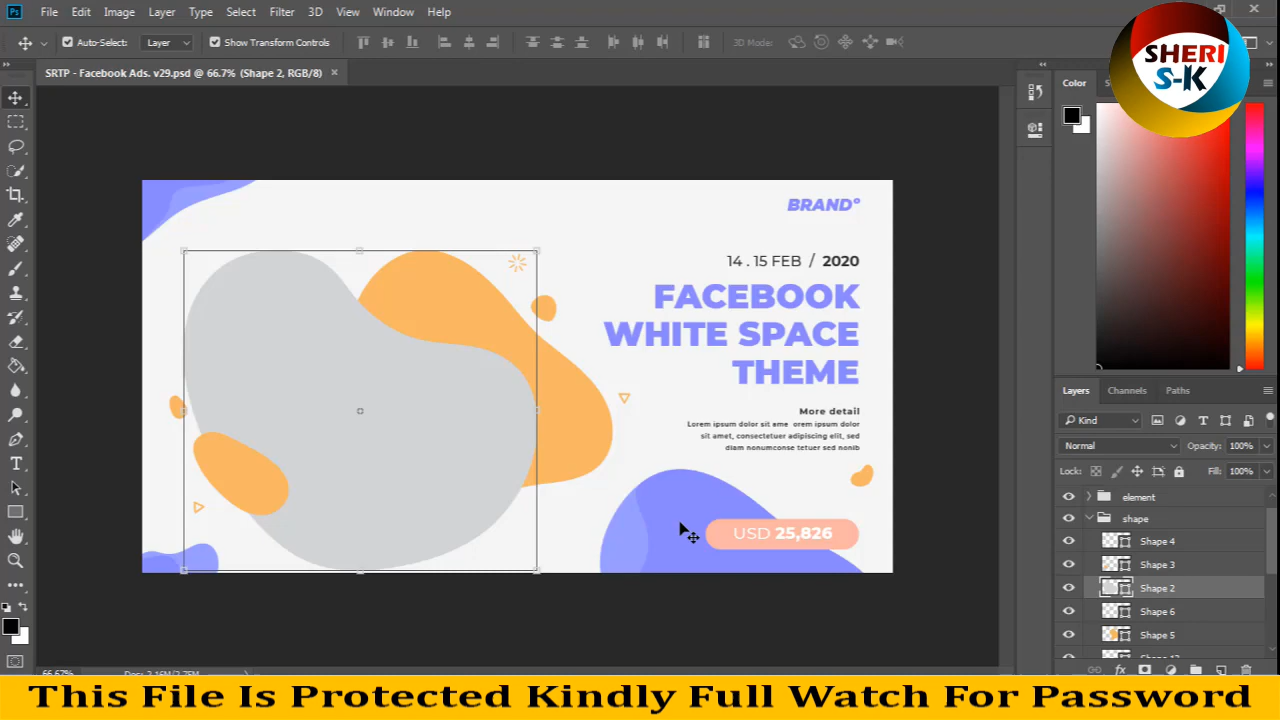 Ps File Edit Image Layer Type Select Filter 3D View Window Help
Auto-Select: Layer Show Transform Controls 3D Mode:
SHERI
S-K
SRTP - Facebook Ads. v29.psd @ 66.7% (Shape 2, RGB/8) ×
Color
BRAND°
14 . 15 FEB / 2020
FACEBOOK
WHITE SPACE
THEME
More detail
Lorem ipsum dolor sit ame orem ipsum dolor
sit amet, consectetuer adipiscing elit, sed
diam nonummonse tetuer sed nonib
USD 25,826
Layers Channels Paths
Kind
Normal Opacity: 100%
Lock: Fill: 100%
element
shape
Shape 4
Shape 3
Shape 2
Shape 6
Shape 5
This File Is Protected Kindly Full Watch For Password